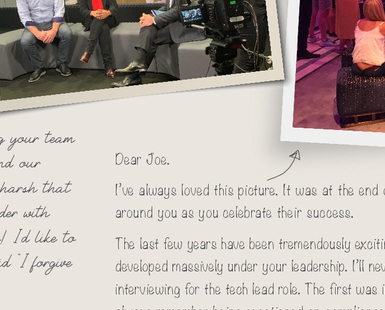 g your team
nd our
harsh that
der with
! I'd like to
id "I forgive
Dear Joe.
I've always loved this picture. It was at the end
around you as you celebrate their success.
The last few years have been tremendously exciti
developed massively under your leadership. I'll nev
interviewing for the tech lead role. The first was i